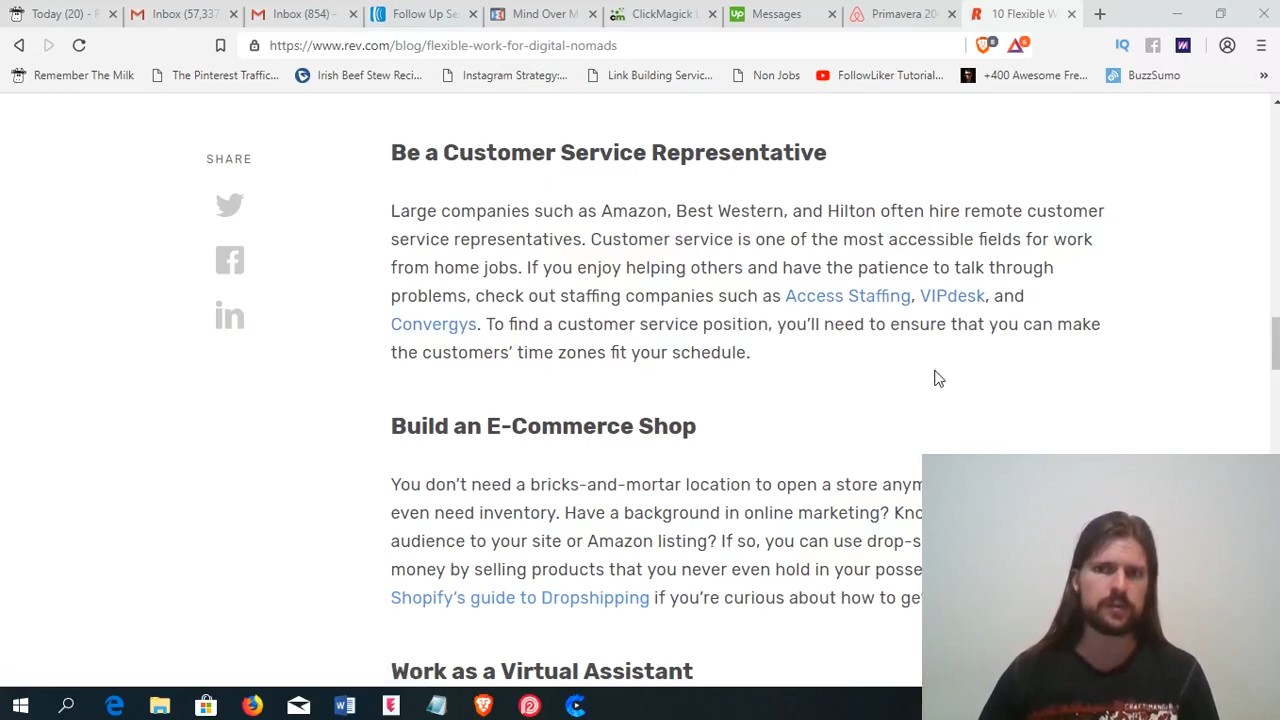 Today (20) - R
Inbox (57,337
Inbox (854) -
Follow Up Se
Mind Over M
ClickMagick L
Messages
Primavera 20
10 Flexible W
https://www.rev.com/blog/flexible-work-for-digital-nomads
Remember The Milk
The Pinterest Traffic...
Irish Beef Stew Reci...
Instagram Strategy:...
Link Building Servic...
Non Jobs
FollowLiker Tutorial...
+400 Awesome Fre...
BuzzSumo
SHARE
Be a Customer Service Representative
Large companies such as Amazon, Best Western, and Hilton often hire remote customer
service representatives. Customer service is one of the most accessible fields for work
from home jobs. If you enjoy helping others and have the patience to talk through
problems, check out staffing companies such as Access Staffing, VIPdesk, and
Convergys. To find a customer service position, you’ll need to ensure that you can make
the customers’ time zones fit your schedule.
Build an E-Commerce Shop
You don’t need a bricks-and-mortar location to open a store anym
even need inventory. Have a background in online marketing? Kno
audience to your site or Amazon listing? If so, you can use drop-s
money by selling products that you never even hold in your posse
Shopify’s guide to Dropshipping if you’re curious about how to ge
Work as a Virtual Assistant